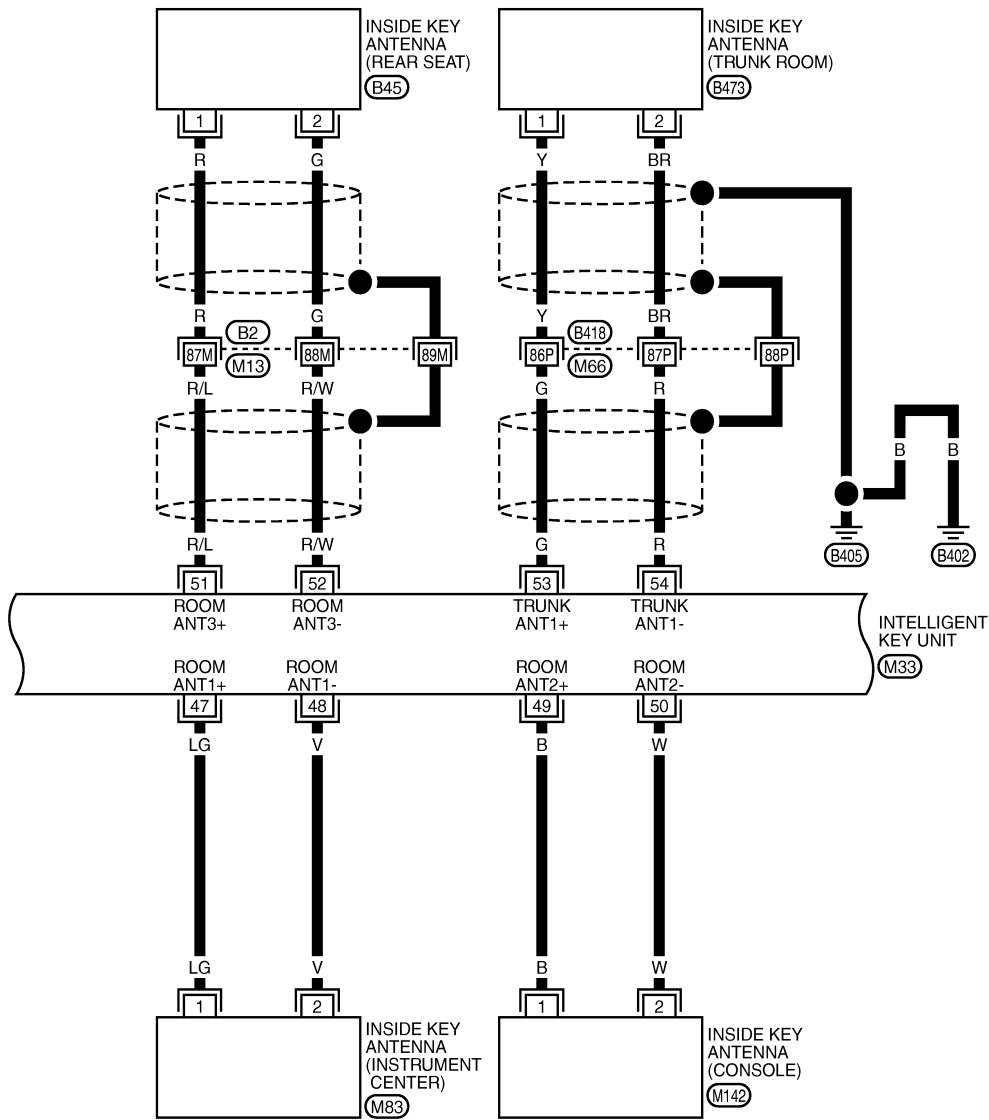 INSIDE KEY
ANTENNA
(REAR SEAT)
B45
INSIDE KEY
ANTENNA
(TRUNK ROOM)
B473
1
2
1
2
R
G
Y
BR
R
G
Y
BR
B2
B418
87M
88M
89M
86P
87P
88P
M13
M66
R/L
R/W
G
R
B
B
R/L
R/W
G
R
B405
B402
51
52
53
54
ROOM
ANT3+
ROOM
ANT3-
TRUNK
ANT1+
TRUNK
ANT1-
INTELLIGENT
KEY UNIT
M33
ROOM
ANT1+
ROOM
ANT1-
ROOM
ANT2+
ROOM
ANT2-
47
48
49
50
LG
V
B
W
LG
V
B
W
1
2
1
2
INSIDE KEY
ANTENNA
(INSTRUMENT
CENTER)
M83
INSIDE KEY
ANTENNA
(CONSOLE)
M142